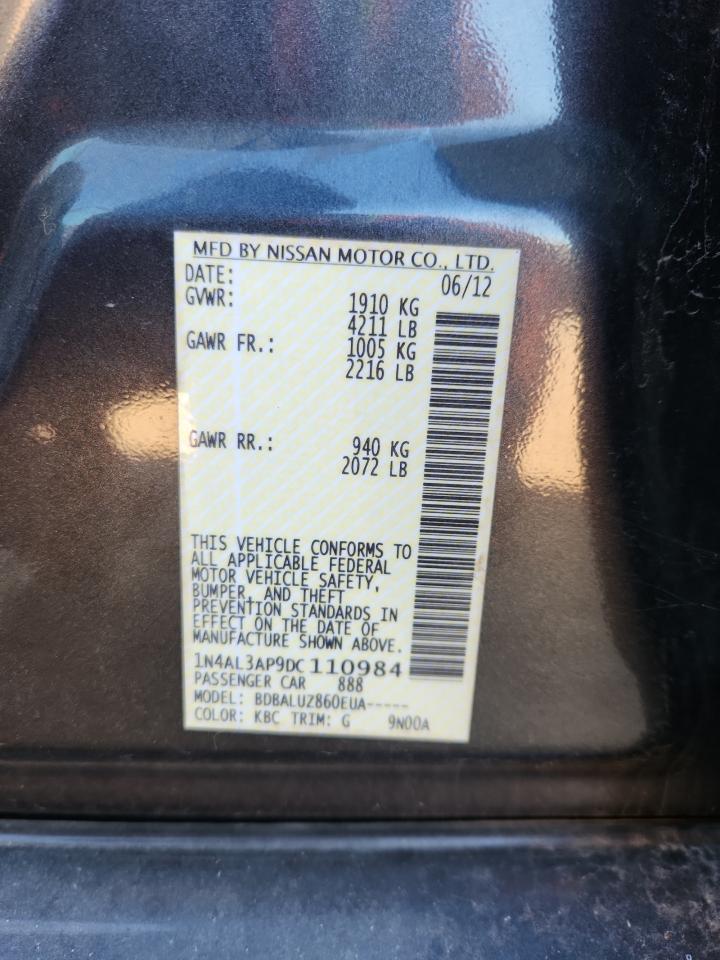 MFD BY NISSAN MOTOR CO., LTD.
DATE: 06/12
GVWR: 1910 KG
4211 LB
GAWR FR.: 1005 KG
2216 LB
GAWR RR.: 940 KG
2072 LB
THIS VEHICLE CONFORMS TO
ALL APPLICABLE FEDERAL
MOTOR VEHICLE SAFETY,
BUMPER, AND THEFT
PREVENTION STANDARDS IN
EFFECT ON THE DATE OF
MANUFACTURE SHOWN ABOVE.
1N4AL3AP9DC110984
PASSENGER CAR 888
MODEL: BDBALUZ860EUA-----
COLOR: KBC TRIM: G 9N00A